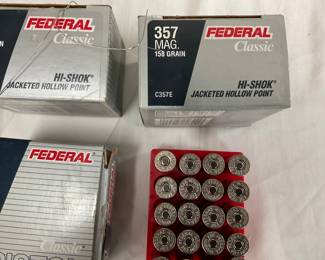 FEDERAL
Classic
HI-SHOK®
JACKETED HOLLOW POINT
357
MAG.
158 GRAIN
C357E
FEDERAL
Classic
HI-SHOK®
JACKETED HOLLOW POINT
FEDERAL
Classic